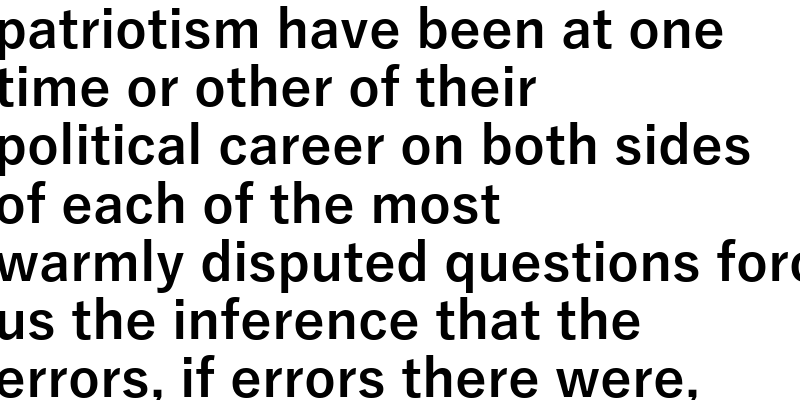 patriotism have been at one
time or other of their
political career on both sides
of each of the most
warmly disputed questions
us the inference that the
errors, if errors there were,